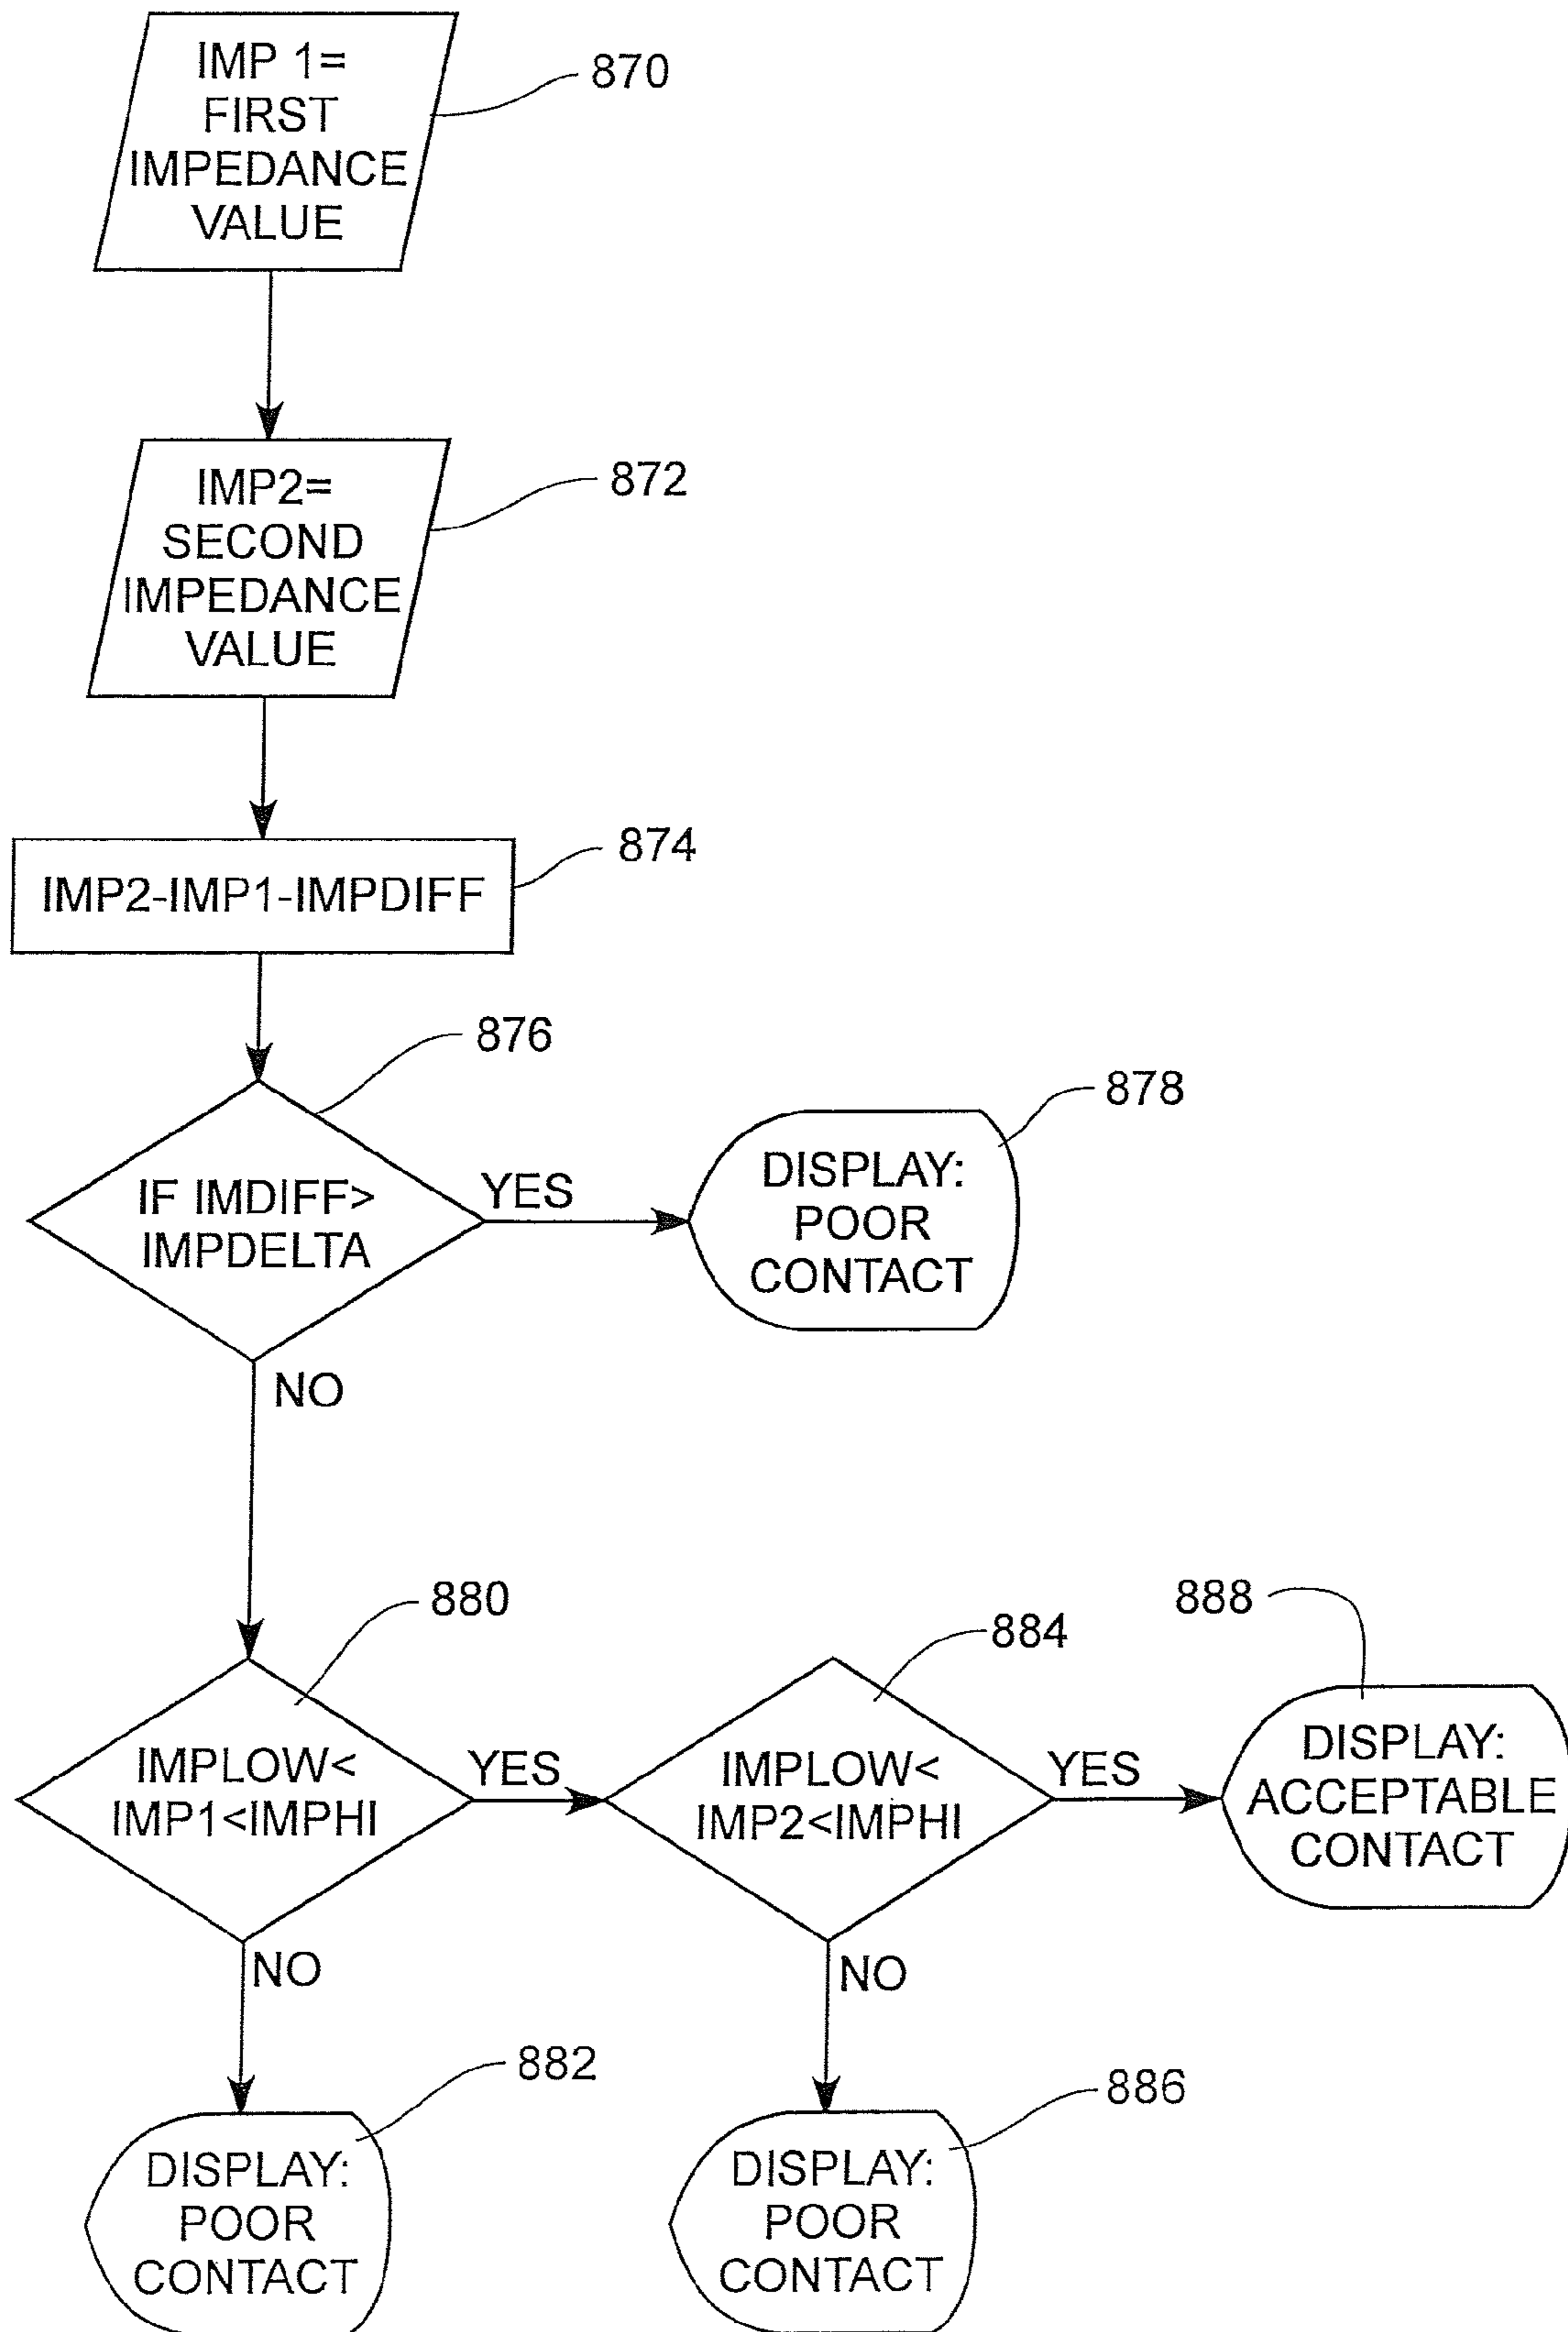 IMP 1=
FIRST
IMPEDANCE
VALUE
870
IMP2=
SECOND
IMPEDANCE
VALUE
872
IMP2-IMP1-IMPDIFF
874
876
IF IMDIFF>
IMPDELTA
YES
878
DISPLAY:
POOR
CONTACT
NO
880
IMPLOW<
IMP1<IMPHI
YES
884
IMPLOW<
IMP2<IMPHI
YES
888
DISPLAY:
ACCEPTABLE
CONTACT
NO
882
DISPLAY:
POOR
CONTACT
NO
886
DISPLAY:
POOR
CONTACT